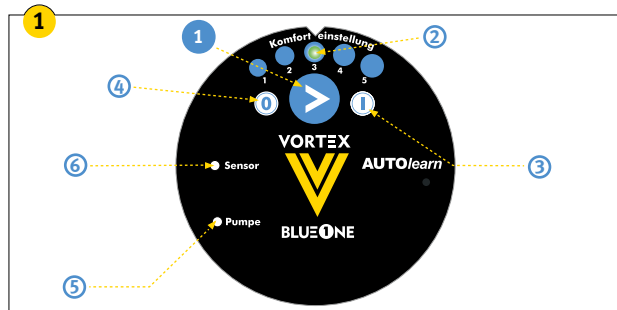 1
1
Komfort einstellung
2
1 2 3 4 5
4
0
>
I
3
VORTEX
6
Sensor
AUTOlearn
V
Pumpe
BLUE1NE
5